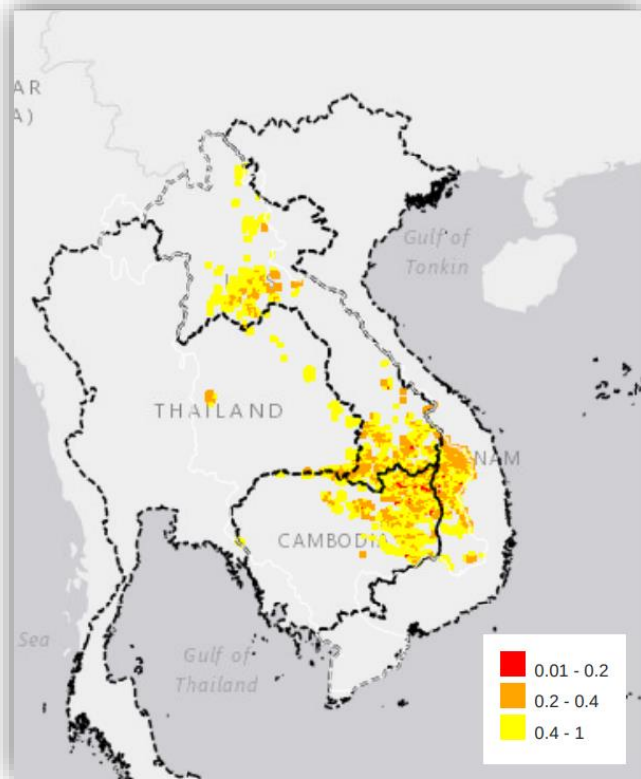 AR
A)
Gulf of
Tonkin
THAILAND
NAM
CAMBODIA
Sea
Gulf of
Thailand
0.01 - 0.2
0.2 - 0.4
0.4 - 1